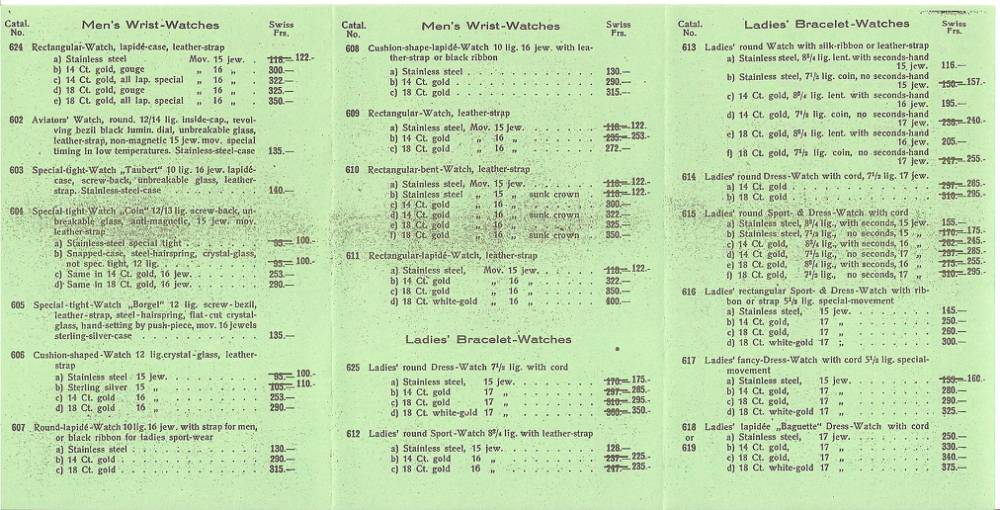 Catal. No. Men's Wrist-Watches Swiss Frs.
624 Rectangular-Watch, lapidé-case, leather-strap
a) Stainless steel Mov. 15 jew. . 118.— 122.-
b) 14 Ct. gold, gouge „ 16 „ . 300.—
c) 14 Ct. gold, all lap. special „ 16 „ . 322—
d) 18 Ct. gold, gouge „ 16 „ . 325.—
e) 18 Ct. gold, all lap. special „ 16 „ . 350.—
602 Aviators' Watch, round. 12/14 lig. inside-cap., revol-
ving bezil black lumin. dial, unbreakable glass,
leather-strap, non-magnetic 15 jew. mov. special
timing in low temperatures. Stainless-steel-case 135.—
603 Special-tight-Watch „Taubert" 10 lig. 16 jew. lapidé-
case, screw-back, unbreakable glass, leather-
strap. Stainless-steel-case . . . . 140.—
604 Special-tight-Watch „Coin" 12/13 lig. screw-back, un-
breakable glass, anti-magnetic, 15 jew. mov.
leather-strap
a) Stainless-steel special tight . . . . 95.— 100.-
b) Snapped-case, steel-hairspring, crystal-glass,
not spec. tight, 12 lig. . . . . 95.— 100.-
c) Same in 14 Ct. gold, 16 jew. . . . . 253.—
d) Same in 18 Ct. gold, 16 jew. . . . . 290.—
605 Special-tight-Watch „Borgel" 12 lig. screw-bezil,
leather-strap, steel-hairspring, flat-cut crystal-
glass, hand-setting by push-piece, mov. 16 jewels
sterling-silver-case . . . . 135.—
606 Cushion-shaped-Watch 12 lig. crystal-glass, leather-
strap
a) Stainless steel 15 jew. . . . . 95.— 100.-
b) Sterling silver 15 „ . . . . 105.— 110.-
c) 14 Ct. gold 16 „ . . . . 253.—
d) 18 Ct. gold 16 „ . . . . 290.—
607 Round-lapidé-Watch 10 lig. 16 jew. with strap for men,
or black ribbon for ladies sport-wear
a) Stainless steel . . . . 130.—
b) 14 Ct. gold . . . . 290.—
c) 18 Ct. gold . . . . 315.—
Catal. No. Men's Wrist-Watches Swiss Frs.
608 Cushion-shape-lapidé-Watch 10 lig. 16 jew. with lea-
ther-strap or black ribbon
a) Stainless steel . . . . 130.—
b) 14 Ct. gold . . . . 290.—
c) 18 Ct. gold . . . . 315.—
609 Rectangular-Watch, leather-strap
a) Stainless steel, Mov. 15 jew. . . . . 118.— 122.
b) 14 Ct. gold „ 16 „ . . . . 235.— 253.-
c) 18 Ct. gold „ 16 „ . . . . 272.—
610 Rectangular-bent-Watch, leather-strap
a) Stainless steel, Mov. 15 jew. . . . . 118.— 122.-
b) Stainless steel „ 15 „ sunk crown 118.— 122.-
c) 14 Ct. gold „ 16 „ . . . . 300.—
d) 14 Ct. gold „ 16 „ sunk crown 322.—
e) 18 Ct. gold „ 16 „ . . . . 325.—
f) 18 Ct. gold „ 16 „ sunk crown 350.—
611 Rectangular-lapidé-Watch, leather-strap
a) Stainless steel, Mov. 15 jew. . . . . 118.— 122.-
b) 14 Ct. gold „ 16 „ . . . . 322.—
c) 18 Ct. gold „ 16 „ . . . . 350.—
d) 18 Ct. white-gold „ 16 „ . . . . 400.—
Ladies' Bracelet-Watches
625 Ladies' round Dress-Watch 7½ lig. with cord
a) Stainless steel, 15 jew. . . . . 170.— 175.-
b) 14 Ct. gold 17 „ . . . . 297.— 285.-
c) 18 Ct. gold 17 „ . . . . 310.— 295.-
d) 18 Ct. white-gold 17 „ . . . . 360.— 350.-
612 Ladies' round Sport-Watch 8¾ lig. with leather-strap
a) Stainless steel, 15 jew. . . . . 128.—
b) 14 Ct. gold 16 „ . . . . 237.— 225.-
c) 18 Ct. gold 16 „ . . . . 247.— 235.-
Catal. No. Ladies' Bracelet-Watches Swiss Frs.
613 Ladies' round Watch with silk-ribbon or leather-strap
a) Stainless steel, 8¾ lig. lent. with seconds-hand
15 jew. 116.—
b) Stainless steel, 7½ lig. coin, no seconds-hand
15 jew. 150.— 157.-
c) 14 Ct. gold, 8¾ lig. lent. with seconds-hand
16 jew. 195.—
d) 14 Ct. gold, 7½ lig. coin, no seconds-hand
17 jew. 240.-
e) 18 Ct. gold, 8¾ lig. lent. with seconds-hand
16 jew. 205.—
f) 18 Ct. gold, 7½ lig. coin, no seconds-hand
17 jew. 255.-
614 Ladies' round Dress-Watch with cord, 7½ lig. 17 jew.
a) 14 Ct. gold . . . . 297.— 285.-
b) 18 Ct. gold . . . . 310.— 295.-
615 Ladies' round Sport- & Dress-Watch with cord
a) Stainless steel, 8¾ lig., with seconds, 15 jew. 155.—
b) Stainless steel, 7½ lig., no seconds, 15 „ 170.— 175.-
c) 14 Ct. gold, 8¾ lig., with seconds, 16 „ 262.— 245.-
d) 14 Ct. gold, 7½ lig., no seconds, 17 „ 297.— 285.-
e) 18 Ct. gold, 8¾ lig., with seconds, 16 „ 273.— 255.-
f) 18 Ct. gold, 7½ lig., no seconds, 17 „ 310.— 295.-
616 Ladies' rectangular Sport- & Dress-Watch with rib-
bon or strap 5½ lig. special-movement
a) Stainless steel, 15 jew. . . . . 145.—
b) 14 Ct. gold, 17 „ . . . . 250.—
c) 18 Ct. gold, 17 „ . . . . 260.—
d) 18 Ct. white-gold 17 „ . . . . 300.—
617 Ladies' fancy-Dress-Watch with cord 5½ lig. special-
movement
a) Stainless steel, 15 jew. . . . . 155.— 160.-
b) 14 Ct. gold, 17 „ . . . . 280.—
c) 18 Ct. gold, 17 „ . . . . 290.—
d) 18 Ct. white-gold 17 „ . . . . 325.—
618 or 619 Ladies' lapidée „Baguette" Dress-Watch with cord
a) Stainless steel, 17 jew. . . . . 250.—
b) 14 Ct. gold, 17 „ . . . . 330.—
c) 18 Ct. gold, 17 „ . . . . 340.—
d) 18 Ct. white-gold 17 „ . . . . 375.—